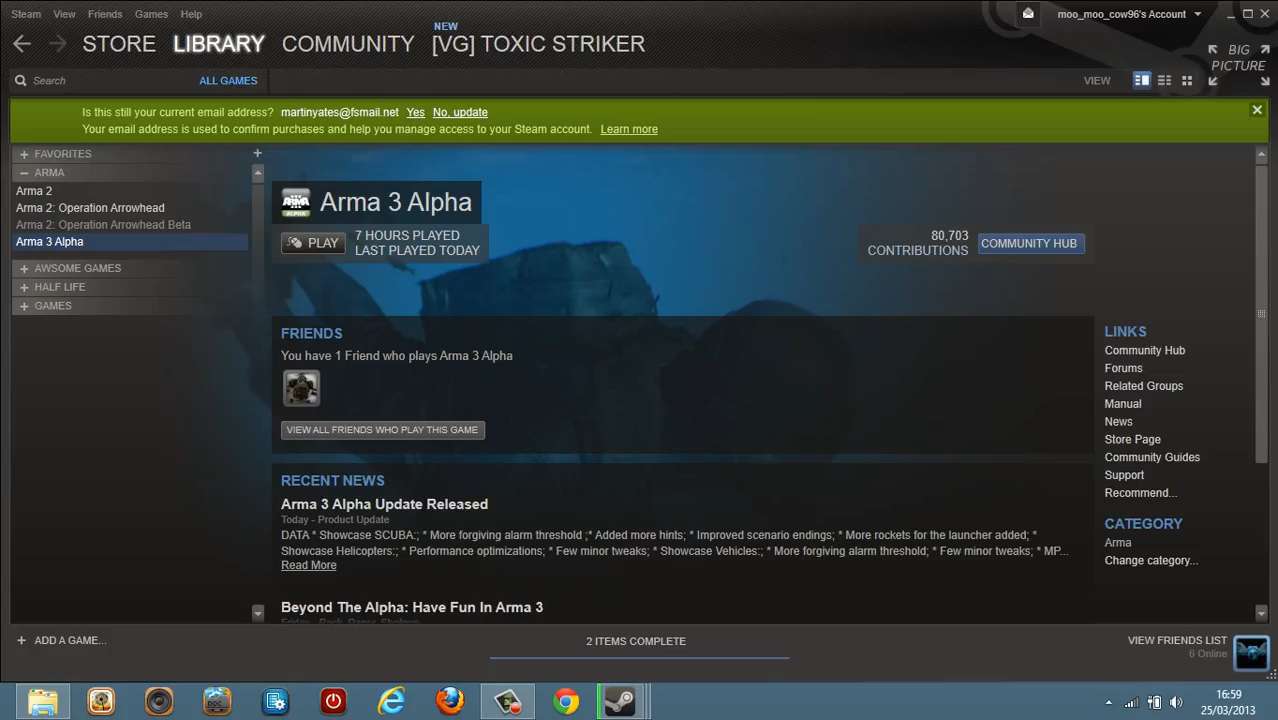 Steam View Friends Games Help
moo_moo_cow96's Account
NEW
STORE LIBRARY COMMUNITY [VG] TOXIC STRIKER
BIG PICTURE
Search ALL GAMES VIEW
Is this still your current email address? martinyates@fsmail.net Yes No, update
Your email address is used to confirm purchases and help you manage access to your Steam account. Learn more
+ FAVORITES +
− ARMA
Arma 2
Arma 2: Operation Arrowhead
Arma 2: Operation Arrowhead Beta
Arma 3 Alpha
+ AWSOME GAMES
+ HALF LIFE
+ GAMES
ARMA III ALPHA
Arma 3 Alpha
PLAY
7 HOURS PLAYED
LAST PLAYED TODAY
80,703
CONTRIBUTIONS
COMMUNITY HUB
FRIENDS
You have 1 Friend who plays Arma 3 Alpha
VIEW ALL FRIENDS WHO PLAY THIS GAME
RECENT NEWS
Arma 3 Alpha Update Released
Today - Product Update
DATA * Showcase SCUBA:; * More forgiving alarm threshold ;* Added more hints; * Improved scenario endings; * More rockets for the launcher added; *
Showcase Helicopters:; * Performance optimizations; * Few minor tweaks; * Showcase Vehicles:; * More forgiving alarm threshold; * Few minor tweaks; * MP...
Read More
Beyond The Alpha: Have Fun In Arma 3
Friday - Rock, Paper, Shotgun
LINKS
Community Hub
Forums
Related Groups
Manual
News
Store Page
Community Guides
Support
Recommend...
CATEGORY
Arma
Change category...
+ ADD A GAME...
2 ITEMS COMPLETE
VIEW FRIENDS LIST
6 Online
DOC
16:59
25/03/2013